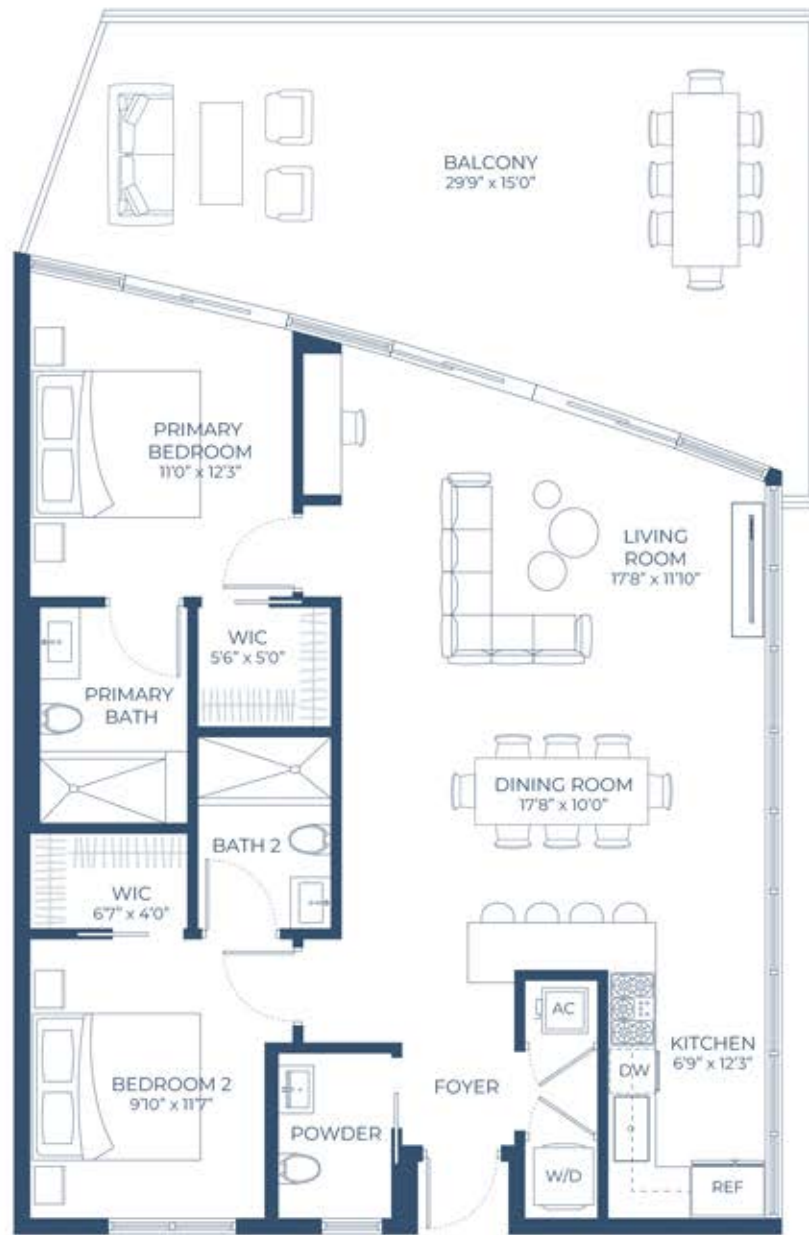 BALCONY
29'9" x 15'0"
PRIMARY
BEDROOM
11'0" x 12'3"
LIVING
ROOM
17'8" x 11'10"
WIC
5'6" x 5'0"
PRIMARY
BATH
DINING ROOM
17'8" x 10'0"
BATH 2
WIC
6'7" x 4'0"
AC
KITCHEN
6'9" x 12'3"
DW
BEDROOM 2
9'10" x 11'7"
FOYER
POWDER
W/D
REF